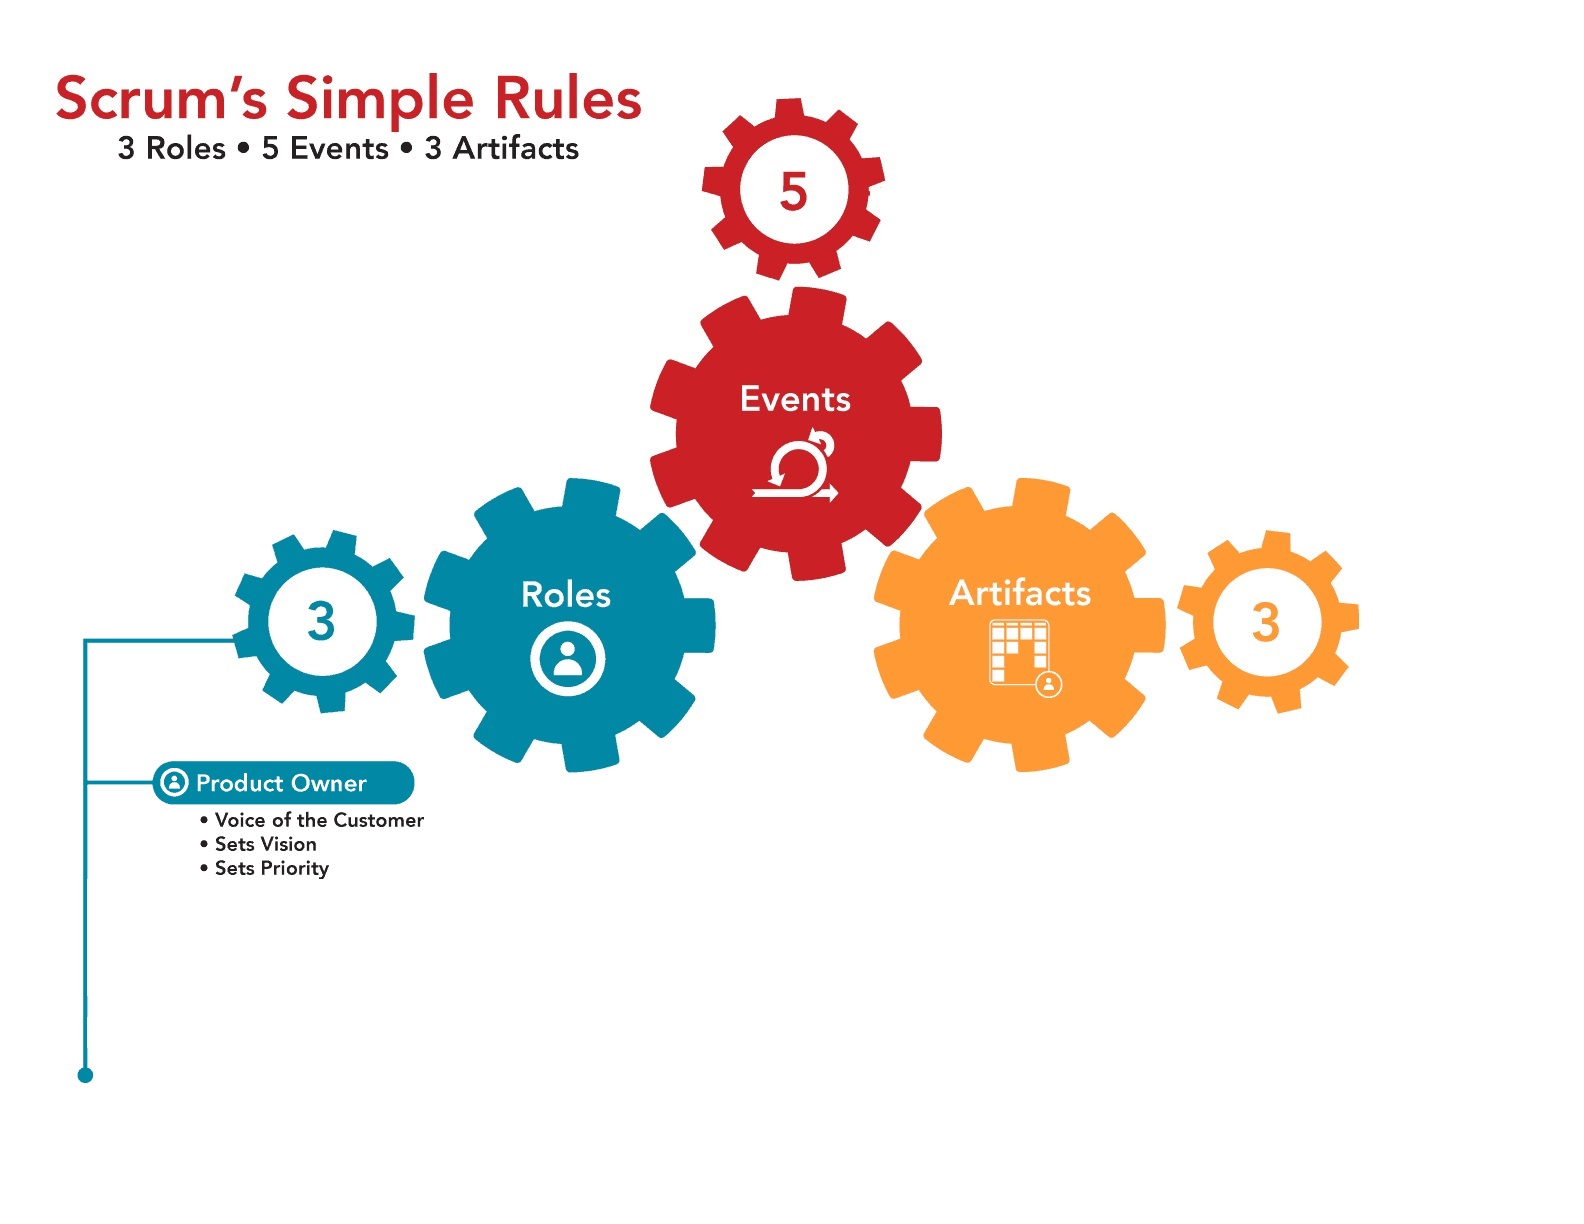 Scrum’s Simple Rules
3 Roles • 5 Events • 3 Artifacts
5
Events
Roles
3
Artifacts
3
Product Owner
• Voice of the Customer
• Sets Vision
• Sets Priority